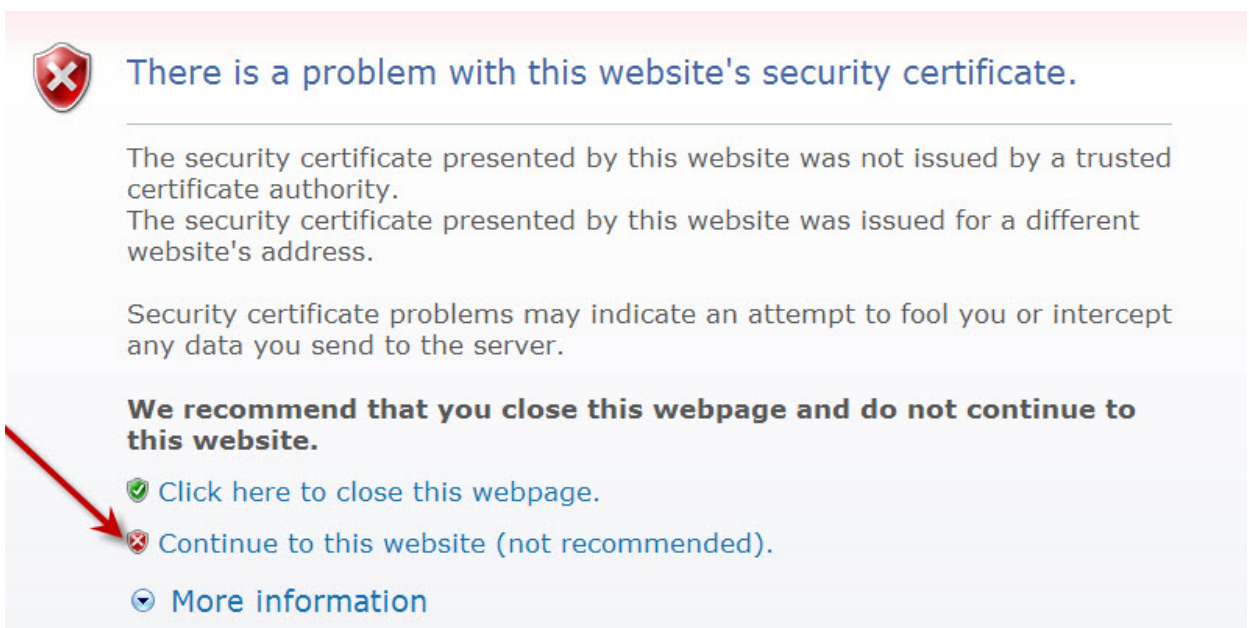 There is a problem with this website's security certificate.
The security certificate presented by this website was not issued by a trusted
certificate authority.
The security certificate presented by this website was issued for a different
website's address.
Security certificate problems may indicate an attempt to fool you or intercept
any data you send to the server.
We recommend that you close this webpage and do not continue to
this website.
Click here to close this webpage.
Continue to this website (not recommended).
More information